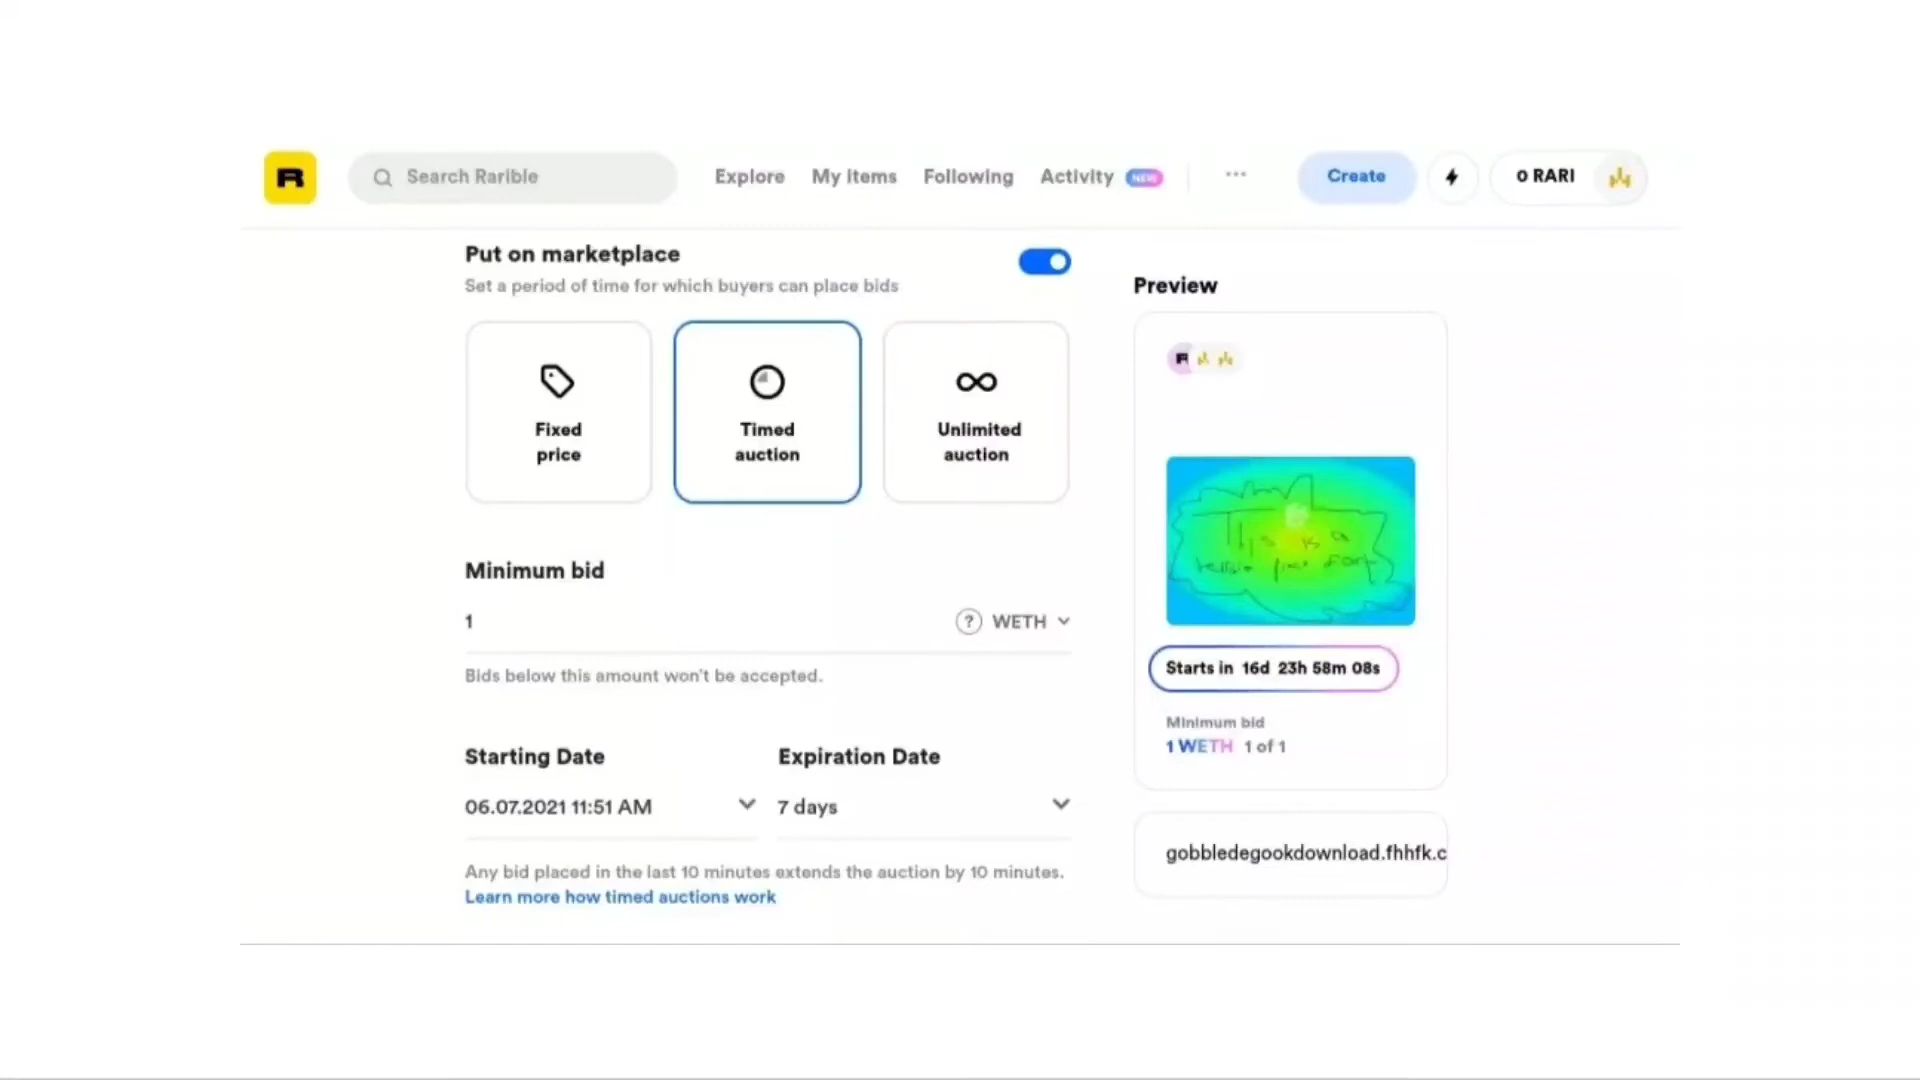 R
Search Rarible
Explore
My items
Following
Activity
NEW
...
Create
0 RARI
Put on marketplace
Set a period of time for which buyers can place bids
Fixed
price
Timed
auction
Unlimited
auction
Minimum bid
1
? WETH
Bids below this amount won't be accepted.
Starting Date
06.07.2021 11:51 AM
Expiration Date
7 days
Any bid placed in the last 10 minutes extends the auction by 10 minutes.
Learn more how timed auctions work
Preview
R
This is a
Starts in 16d 23h 58m 08s
Minimum bid
1 WETH 1 of 1
gobbledegookdownload.fhhfk.c